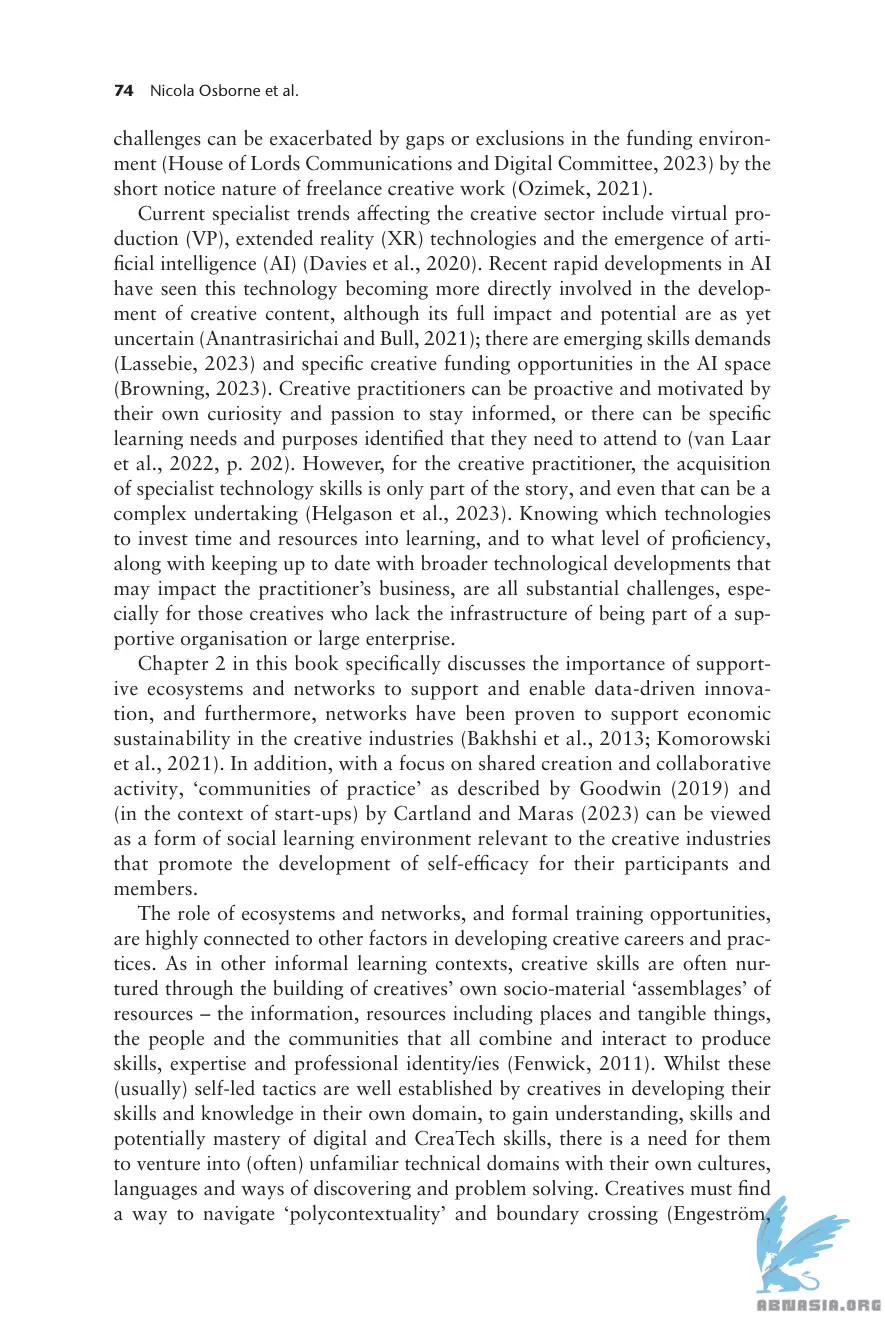 74 Nicola Osborne et al.
challenges can be exacerbated by gaps or exclusions in the funding environ-
ment (House of Lords Communications and Digital Committee, 2023) by the
short notice nature of freelance creative work (Ozimek, 2021).
Current specialist trends affecting the creative sector include virtual pro-
duction (VP), extended reality (XR) technologies and the emergence of arti-
ficial intelligence (AI) (Davies et al., 2020). Recent rapid developments in AI
have seen this technology becoming more directly involved in the develop-
ment of creative content, although its full impact and potential are as yet
uncertain (Anantrasirichai and Bull, 2021); there are emerging skills demands
(Lassebie, 2023) and specific creative funding opportunities in the AI space
(Browning, 2023). Creative practitioners can be proactive and motivated by
their own curiosity and passion to stay informed, or there can be specific
learning needs and purposes identified that they need to attend to (van Laar
et al., 2022, p. 202). However, for the creative practitioner, the acquisition
of specialist technology skills is only part of the story, and even that can be a
complex undertaking (Helgason et al., 2023). Knowing which technologies
to invest time and resources into learning, and to what level of proficiency,
along with keeping up to date with broader technological developments that
may impact the practitioner's business, are all substantial challenges, espe-
cially for those creatives who lack the infrastructure of being part of a sup-
portive organisation or large enterprise.
Chapter 2 in this book specifically discusses the importance of support-
ive ecosystems and networks to support and enable data-driven innova-
tion, and furthermore, networks have been proven to support economic
sustainability in the creative industries (Bakhshi et al., 2013; Komorowski
et al., 2021). In addition, with a focus on shared creation and collaborative
activity, ‘communities of practice’ as described by Goodwin (2019) and
(in the context of start-ups) by Cartland and Maras (2023) can be viewed
as a form of social learning environment relevant to the creative industries
that promote the development of self-efficacy for their participants and
members.
The role of ecosystems and networks, and formal training opportunities,
are highly connected to other factors in developing creative careers and prac-
tices. As in other informal learning contexts, creative skills are often nur-
tured through the building of creatives’ own socio-material ‘assemblages’ of
resources – the information, resources including places and tangible things,
the people and the communities that all combine and interact to produce
skills, expertise and professional identity/ies (Fenwick, 2011). Whilst these
(usually) self-led tactics are well established by creatives in developing their
skills and knowledge in their own domain, to gain understanding, skills and
potentially mastery of digital and CreaTech skills, there is a need for them
to venture into (often) unfamiliar technical domains with their own cultures,
languages and ways of discovering and problem solving. Creatives must find
a way to navigate ‘polycontextuality’ and boundary crossing (Engeström,
ABNASIA.ORG